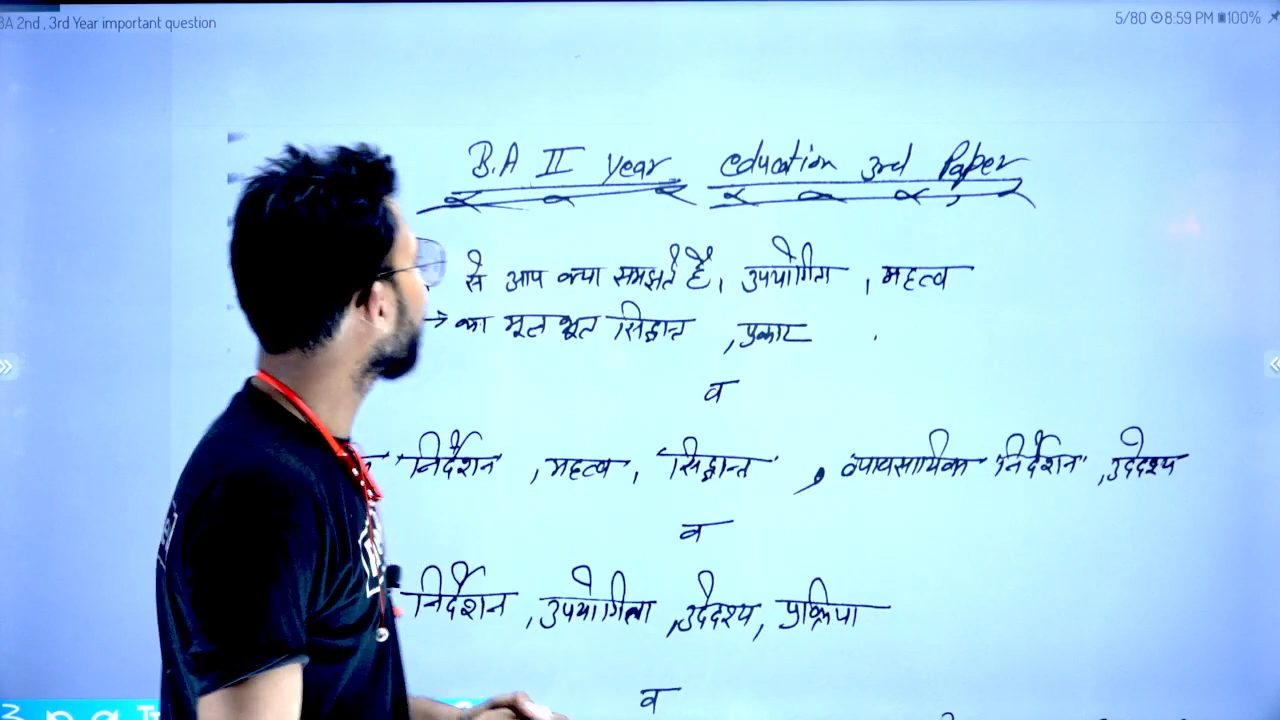 BA 2nd , 3rd Year important question
5/80 8:59 PM 100%
B.A II year education 3rd Paper
से आप क्या समझते है, उपयोगिता , महत्व
→ का मूल भूत सिद्धान्त , प्रकार
व
निर्देशन , महत्व, सिद्धान्त , व्यावसायिक निर्देशन , उद्देश्य
व
निर्देशन , उपयोगिता , उद्देश्य, प्रक्रिया
व